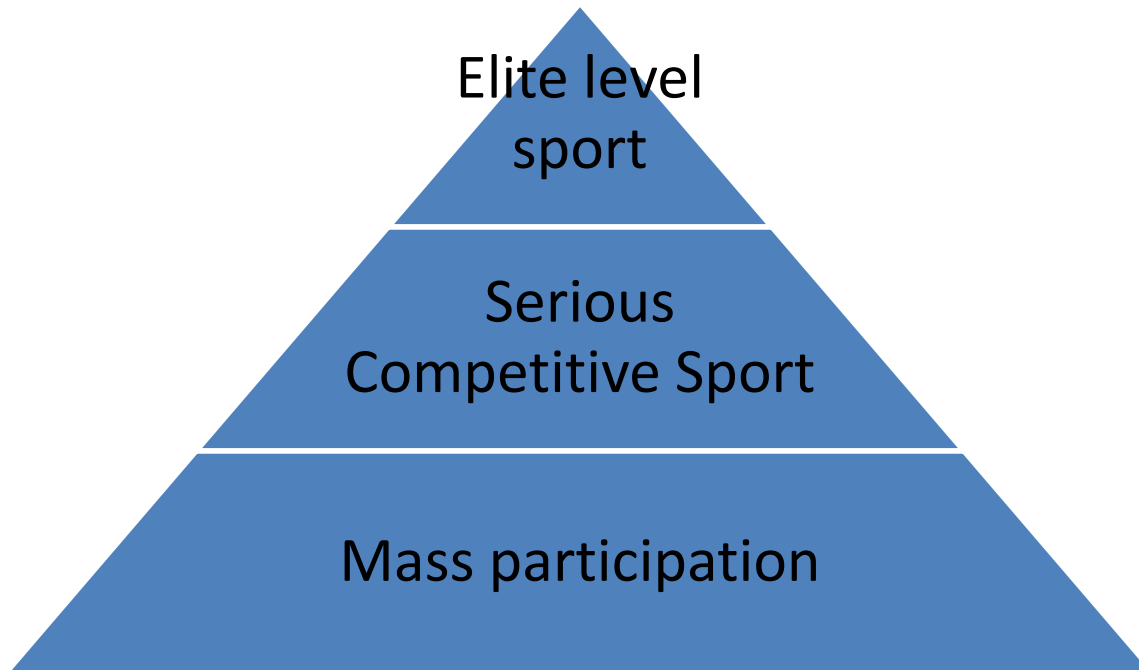 Elite level
sport
Serious
Competitive Sport
Mass participation